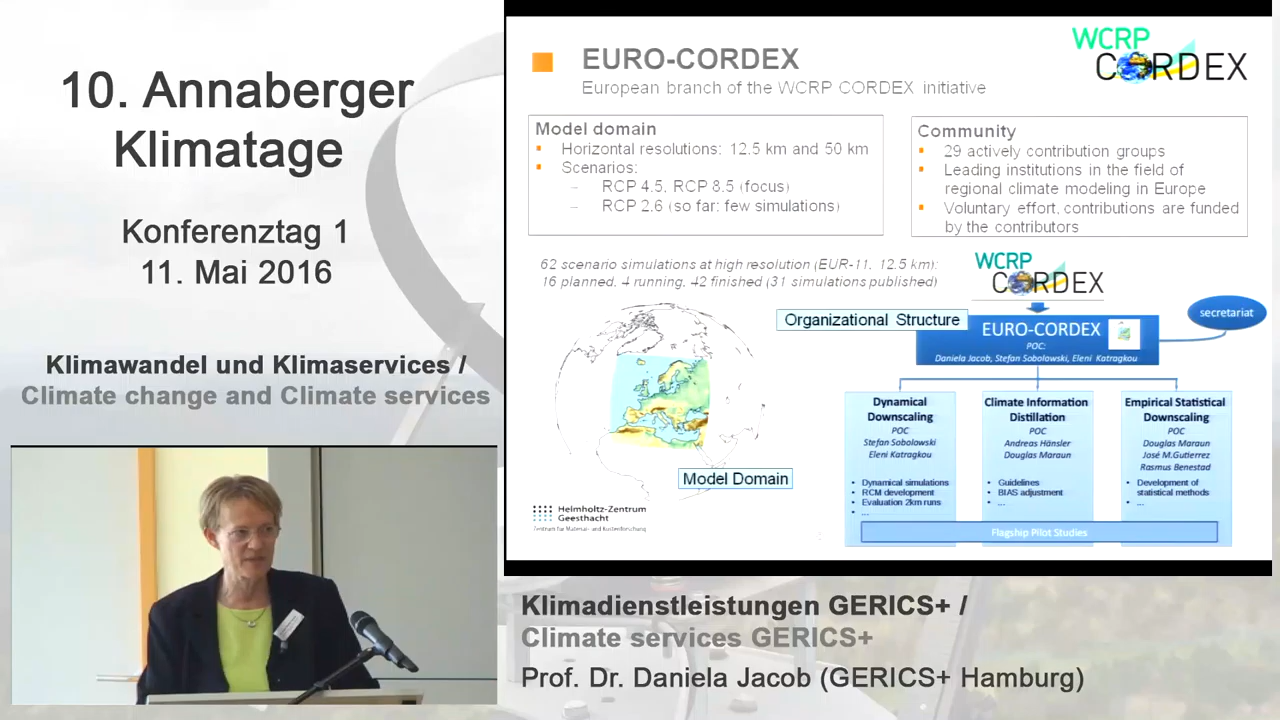 10. Annaberger
Klimatage
Konferenztag 1
11. Mai 2016
Klimawandel und Klimaservices /
Climate change and Climate services
EURO-CORDEX
European branch of the WCRP CORDEX initiative
WCRP
CORDEX
Model domain
Horizontal resolutions: 12.5 km and 50 km
Scenarios:
– RCP 4.5, RCP 8.5 (focus)
– RCP 2.6 (so far: few simulations)
Community
29 actively contribution groups
Leading institutions in the field of
regional climate modeling in Europe
Voluntary effort, contributions are funded
by the contributors
62 scenario simulations at high resolution (EUR-11, 12.5 km):
16 planned, 4 running, 42 finished (31 simulations published)
WCRP
CORDEX
Organizational Structure
EURO-CORDEX
POC:
Daniela Jacob, Stefan Sobolowski, Eleni Katragkou
secretariat
Dynamical
Downscaling
POC
Stefan Sobolowski
Eleni Katragkou
• Dynamical simulations
• RCM development
• Evaluation 2km runs
• ...
Climate Information
Distillation
POC
Andreas Hänsler
Douglas Maraun
• Guidelines
• BIAS adjustment
• ...
Empirical Statistical
Downscaling
POC
Douglas Maraun
José M.Gutierrez
Rasmus Benestad
• Development of
statistical methods
• ...
Flagship Pilot Studies
Model Domain
Helmholtz-Zentrum
Geesthacht
Zentrum für Material- und Küstenforschung
Klimadienstleistungen GERICS+ /
Climate services GERICS+
Prof. Dr. Daniela Jacob (GERICS+ Hamburg)